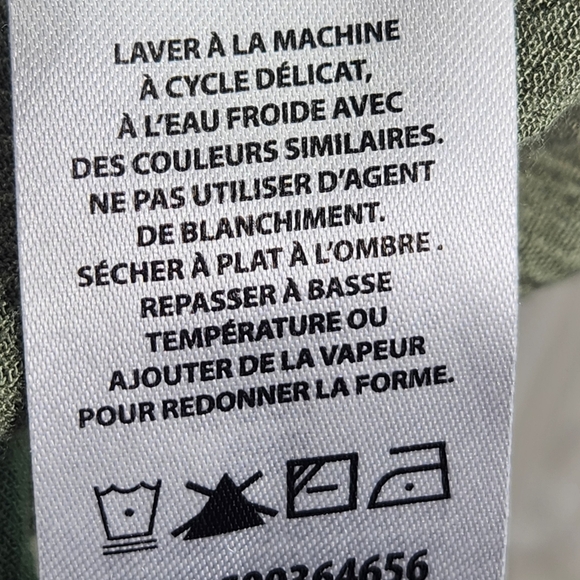 LAVER À LA MACHINE
À CYCLE DÉLICAT,
À L'EAU FROIDE AVEC
DES COULEURS SIMILAIRES.
NE PAS UTILISER D'AGENT
DE BLANCHIMENT.
SÉCHER À PLAT À L'OMBRE.
REPASSER À BASSE
TEMPÉRATURE OU
AJOUTER DE LA VAPEUR
POUR REDONNER LA FORME.